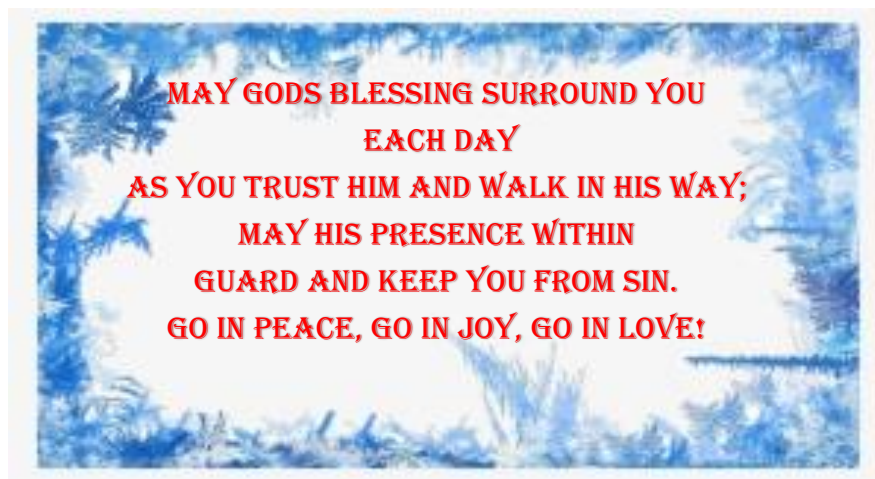 MAY GODS BLESSING SURROUND YOU
EACH DAY
AS YOU TRUST HIM AND WALK IN HIS WAY;
MAY HIS PRESENCE WITHIN
GUARD AND KEEP YOU FROM SIN.
GO IN PEACE, GO IN JOY, GO IN LOVE!